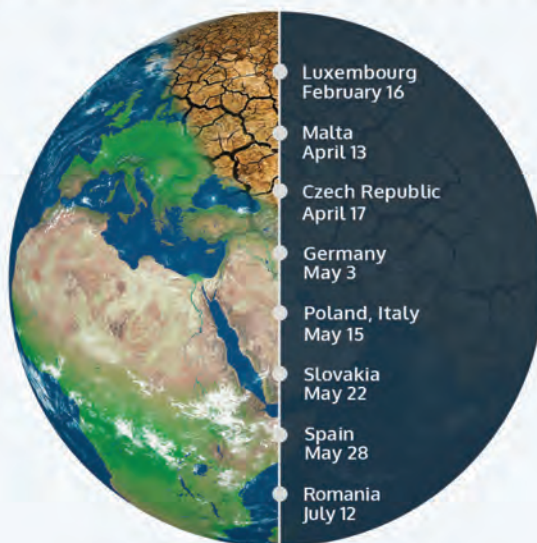 Luxembourg
February 16
Malta
April 13
Czech Republic
April 17
Germany
May 3
Poland, Italy
May 15
Slovakia
May 22
Spain
May 28
Romania
July 12